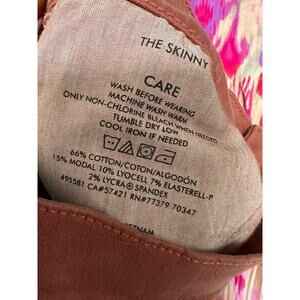 THE SKINNY
CARE
WASH BEFORE WEARING
MACHINE WASH WARM
ONLY NON-CHLORINE BLEACH WHEN NEEDED
TUMBLE DRY LOW
COOL IRON IF NEEDED
66% COTTON/COTON/ALGODÓN
15% MODAL 10% LYOCELL 7% ELASTERELL-P
2% LYCRA® SPANDEX
495581 CA#57421 RN#77379 70347
VIETNAM